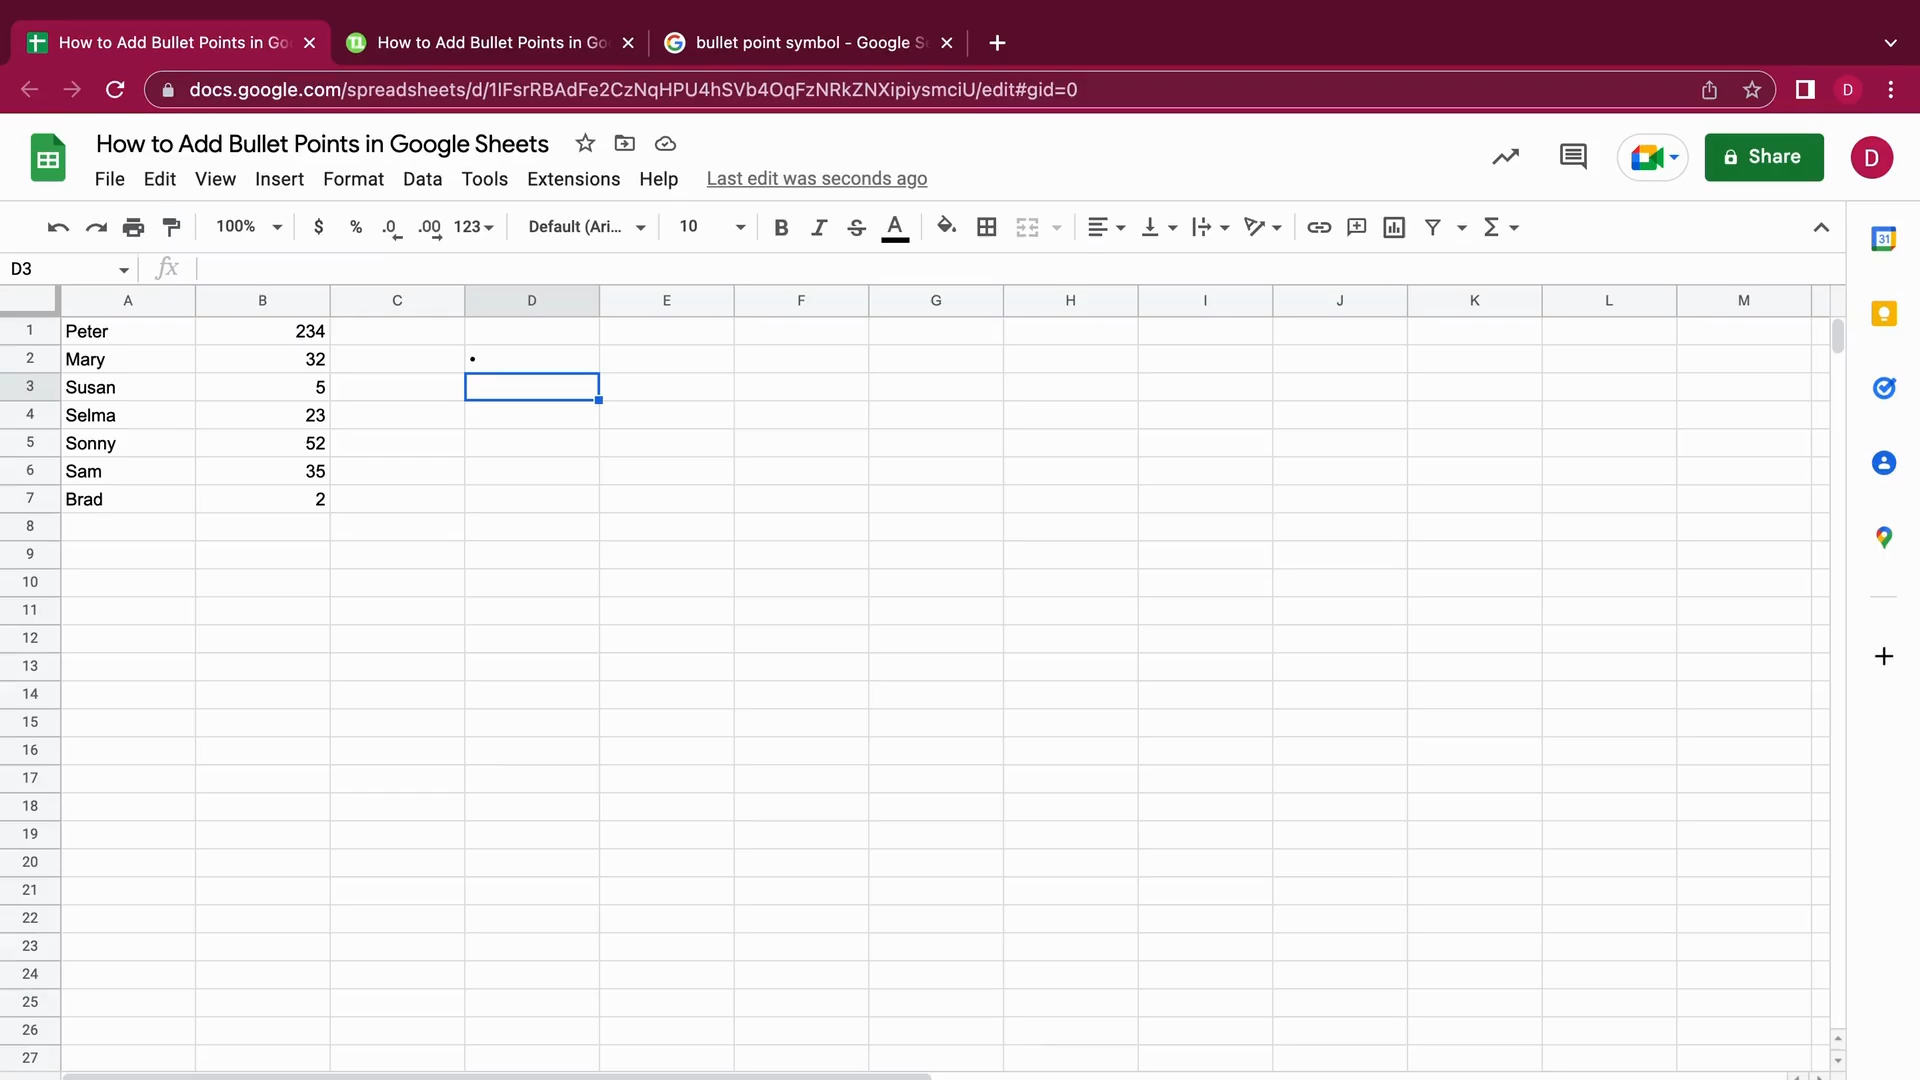 How to Add Bullet Points in Go
How to Add Bullet Points in Go
bullet point symbol - Google S
docs.google.com/spreadsheets/d/1IFsrRBAdFe2CzNqHPU4hSVb4OqFzNRkZNXipiysmciU/edit#gid=0
D
How to Add Bullet Points in Google Sheets
File Edit View Insert Format Data Tools Extensions Help Last edit was seconds ago
Share
D
100% $ % .0 .00 123 Default (Ari... 10 B I S A Σ
31
D3 fx
A B C D E F G H I J K L M
1 Peter 234
2 Mary 32 •
3 Susan 5
4 Selma 23
5 Sonny 52
6 Sam 35
7 Brad 2
8
9
10
11
12
13
14
15
16
17
18
19
20
21
22
23
24
25
26
27